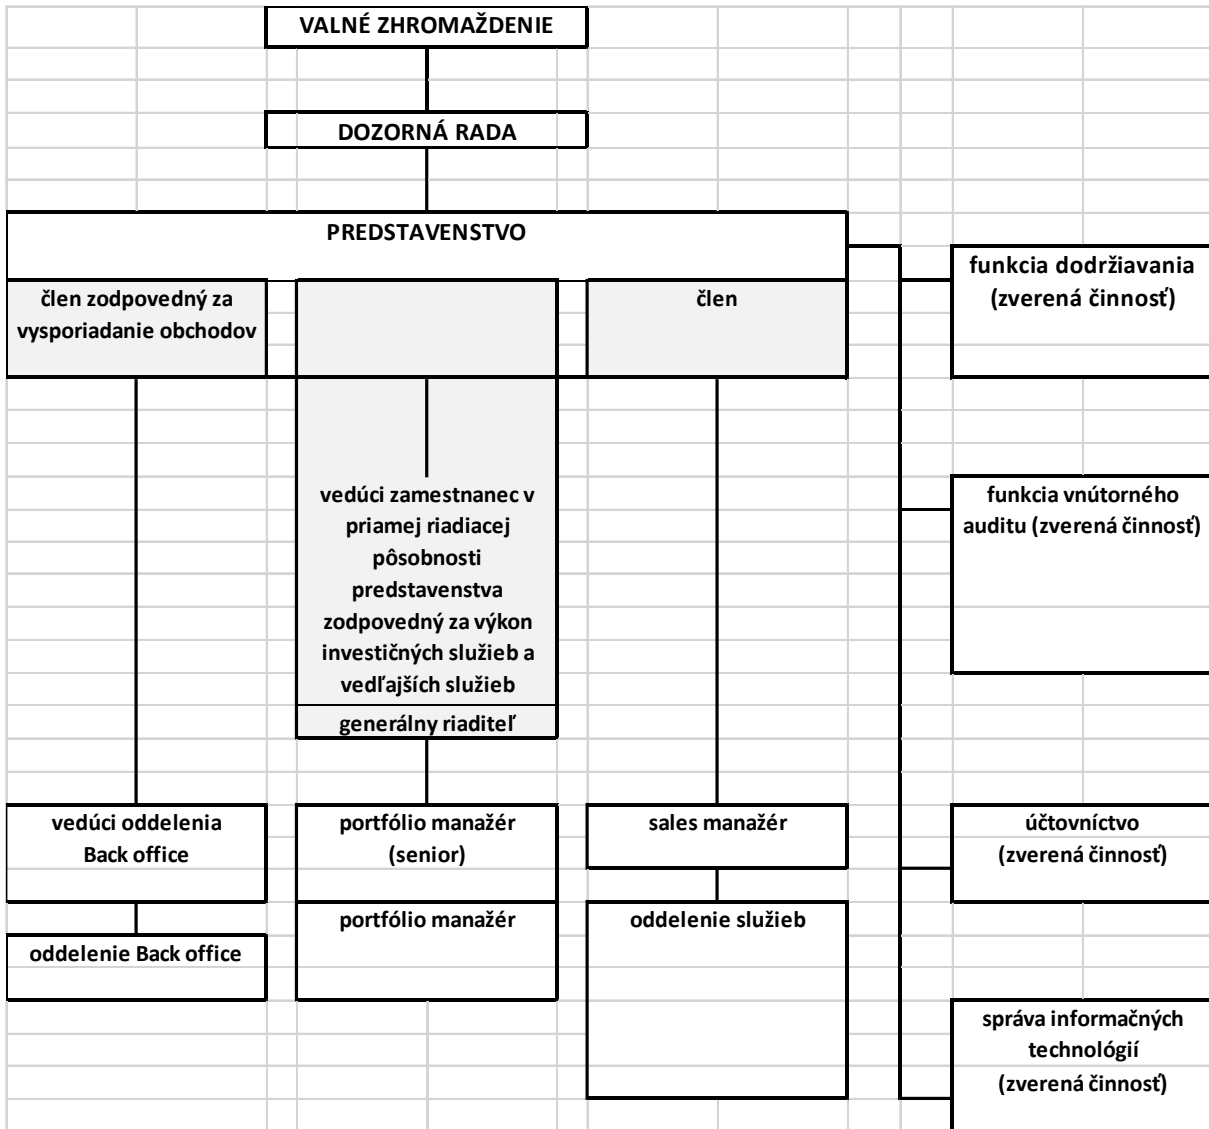 VALNÉ ZHROMAŽDENIE
DOZORNÁ RADA
PREDSTAVENSTVO
člen zodpovedný za
vysporiadanie obchodov
člen
funkcia dodržiavania
(zverená činnosť)
vedúci zamestnanec v
priamej riadiacej
pôsobnosti
predstavenstva
zodpovedný za výkon
investičných služieb a
vedľajších služieb
generálny riaditeľ
funkcia vnútorného
auditu (zverená činnosť)
vedúci oddelenia
Back office
oddelenie Back office
portfólio manažér
(senior)
portfólio manažér
sales manažér
oddelenie služieb
účtovníctvo
(zverená činnosť)
správa informačných
technológií
(zverená činnosť)